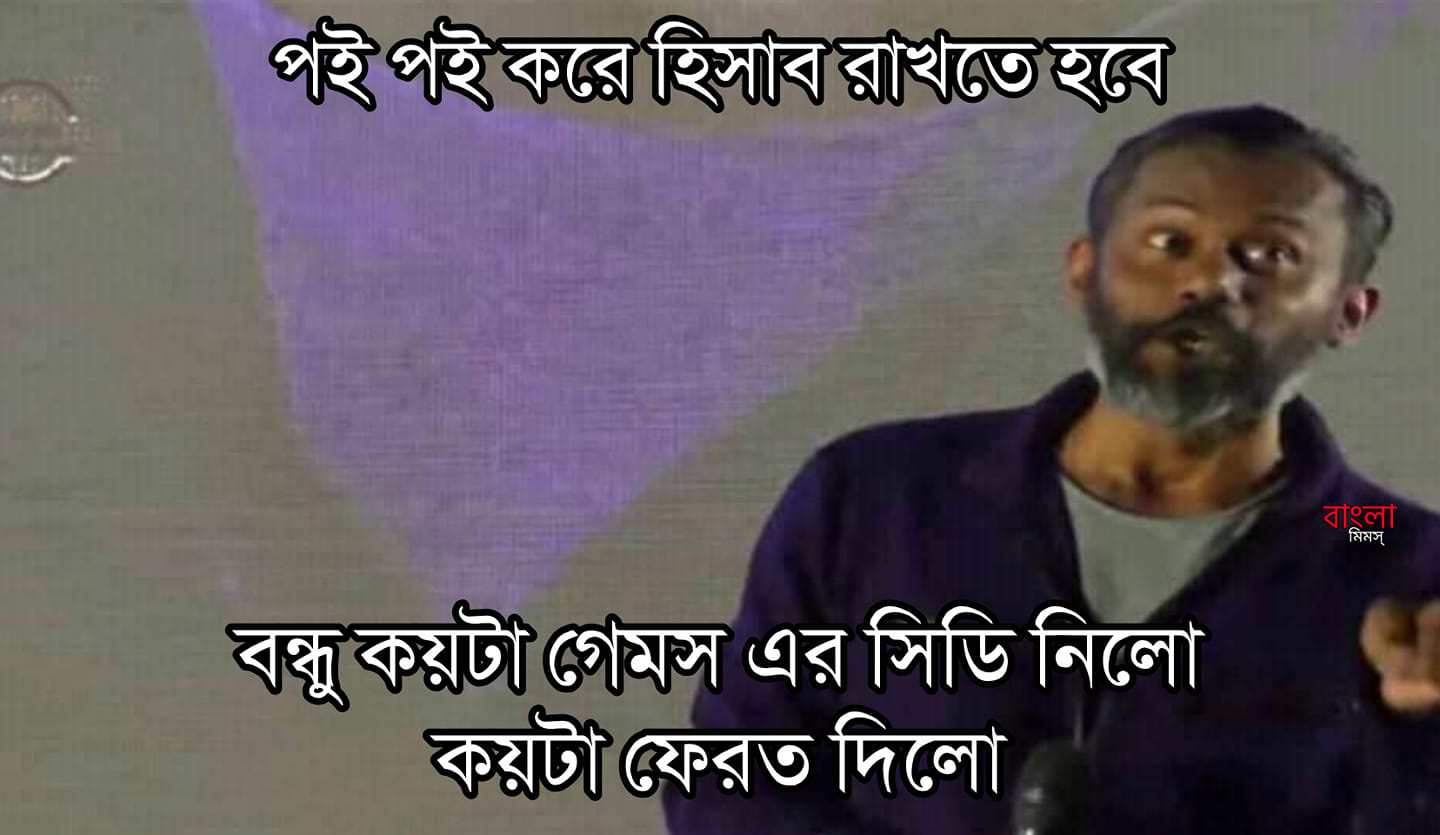 পই পই করে হিসাব রাখতে হবে
বাংলা
মিমস্
বন্ধু কয়টা গেমস এর সিডি নিলো
কয়টা ফেরত দিলো